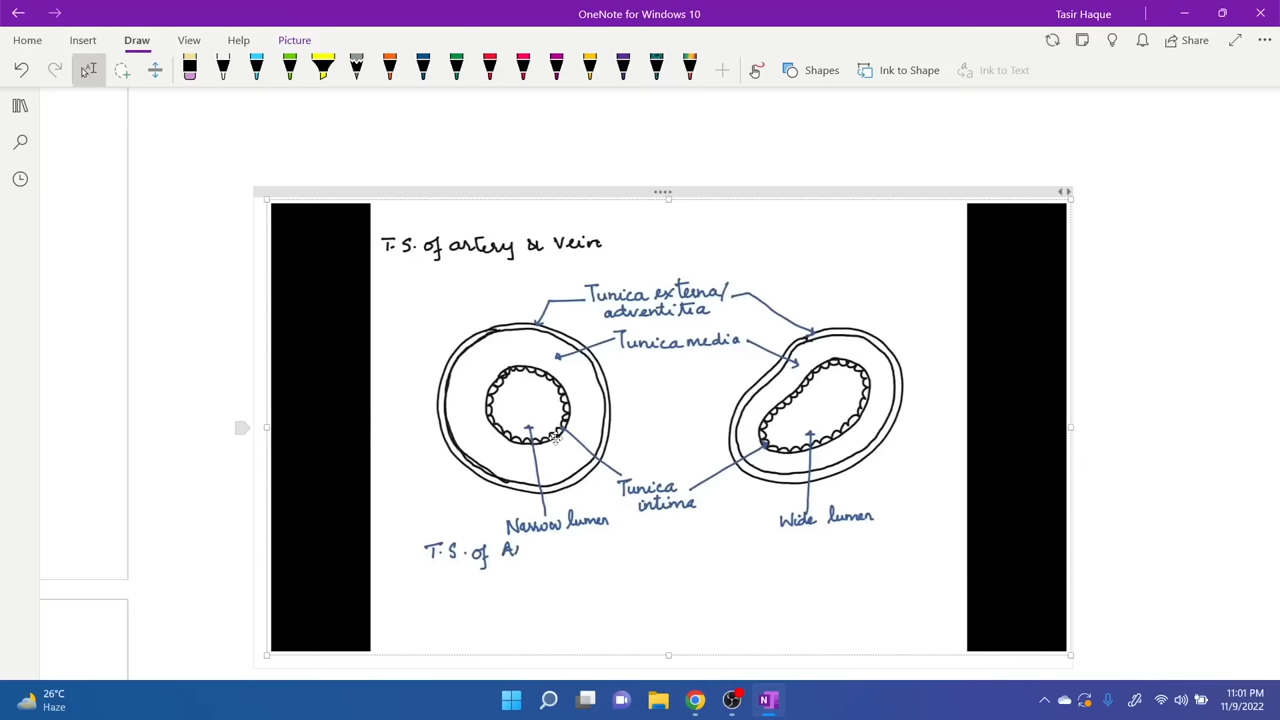 OneNote for Windows 10
Tasir Haque
Home Insert Draw View Help Picture
Share
Shapes Ink to Shape Ink to Text
T.S. of artery & Vein
Tunica externa/
adventitia
Tunica media
Tunica
intima
Narrow lumen
Wide lumen
T.S. of A
26°C
Haze
11:01 PM
11/9/2022